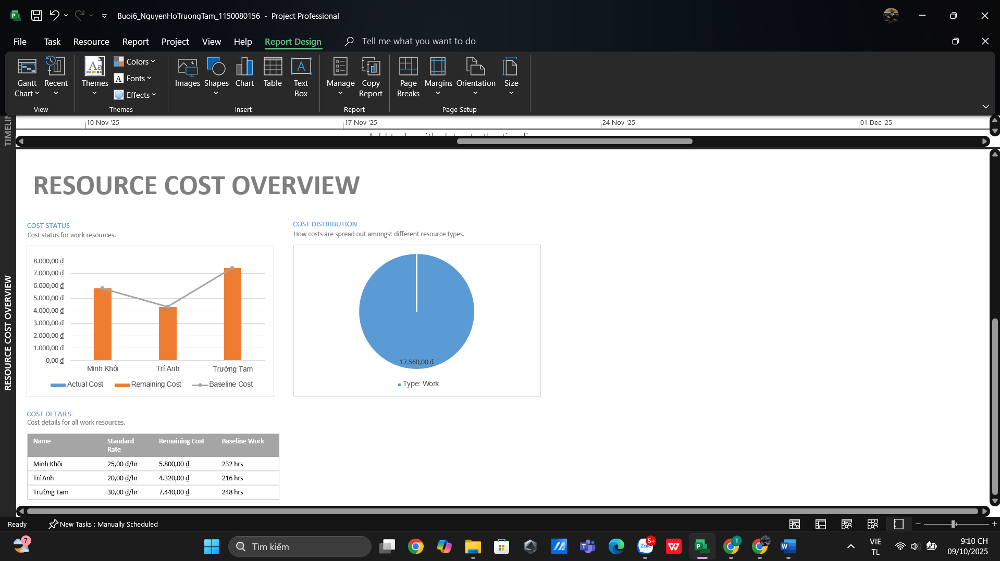 Buoi6_NguyenHoTruongTam_1150080156 - Project Professional
File Task Resource Report Project View Help Report Design Tell me what you want to do
Gantt Chart
Recent
View
Themes
Colors
Fonts
Effects
Themes
Images
Shapes
Chart
Table
Text Box
Insert
Manage
Copy Report
Report
Page Breaks
Margins
Orientation
Size
Page Setup
10 Nov '25 17 Nov '25 24 Nov '25 01 Dec '25
RESOURCE COST OVERVIEW
RESOURCE COST OVERVIEW
COST STATUS
Cost status for work resources.
8.000,00 ₫
7.000,00 ₫
6.000,00 ₫
5.000,00 ₫
4.000,00 ₫
3.000,00 ₫
2.000,00 ₫
1.000,00 ₫
0,00 ₫
Minh Khôi Trí Anh Trường Tam
Actual Cost Remaining Cost Baseline Cost
COST DISTRIBUTION
How costs are spread out amongst different resource types.
17.560,00 ₫
Type: Work
COST DETAILS
Cost details for all work resources.
Name Standard Rate Remaining Cost Baseline Work
Minh Khôi 25,00 ₫/hr 5.800,00 ₫ 232 hrs
Trí Anh 20,00 ₫/hr 4.320,00 ₫ 216 hrs
Trường Tam 30,00 ₫/hr 7.440,00 ₫ 248 hrs
Ready New Tasks : Manually Scheduled
7
Tìm kiếm
Zalo
5+
T
VIE
TL
9:10 CH
09/10/2025